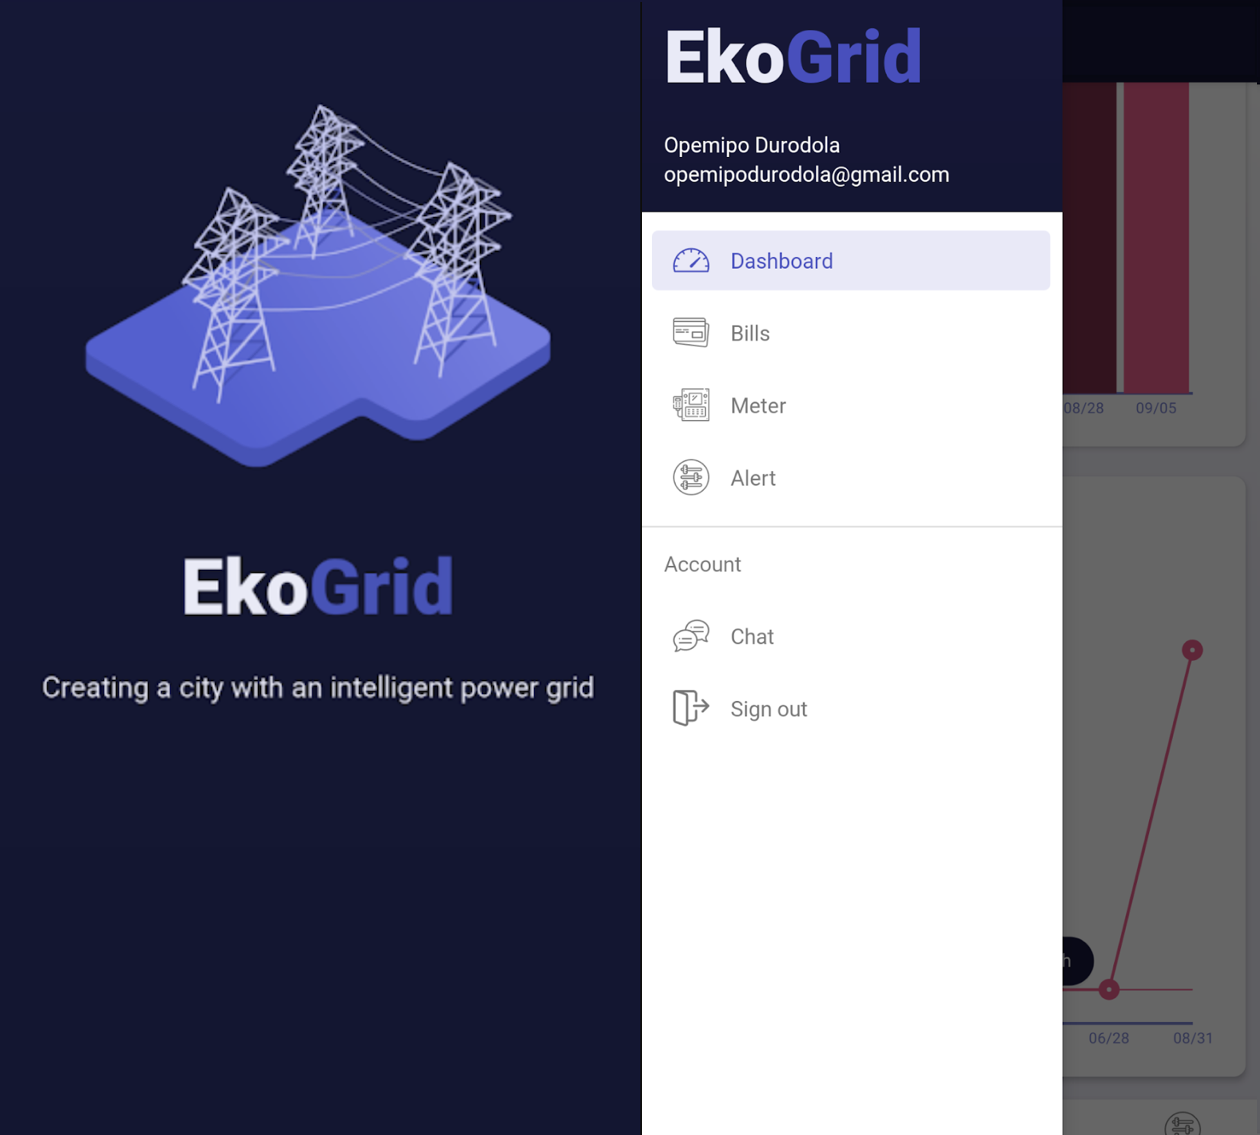 EkoGrid
Creating a city with an intelligent power grid
EkoGrid
Opemipo Durodola
opemipodurodola@gmail.com
Dashboard
Bills
Meter
Alert
Account
Chat
Sign out
08/28 09/05
h
06/28 08/31